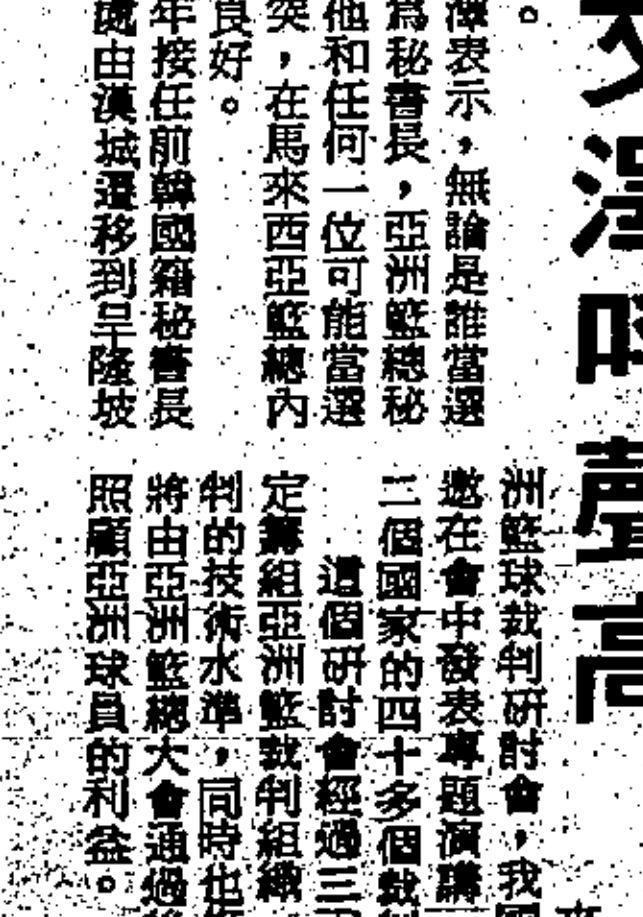 澤呼聲高
。
澤表示，無論是誰當選
為秘書長，亞洲籃總秘
他和任何一位可能當選
突，在馬來西亞籃總內
良好。
年接任前韓國籍秘書長
處由漢城遷移到吉隆坡
洲籃球裁判研討會，我國
邀在會中發表專題演講
二個國家的四十多個裁
這個研討會經過三
定籌組亞洲籃裁判組織
判的技術水準，同時也
將由亞洲籃總大會通過
照顧亞洲球員的利益。